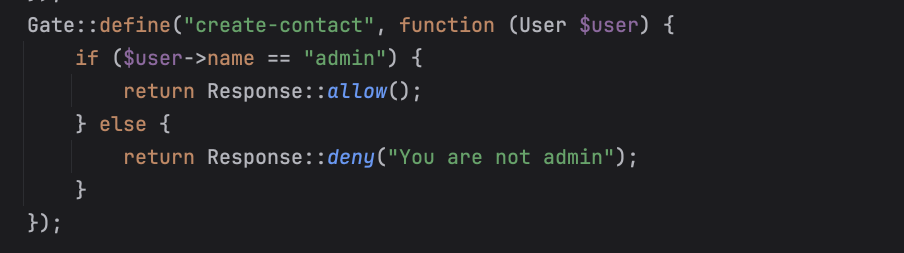 Gate::define("create-contact", function (User $user) {
    if ($user->name == "admin") {
        return Response::allow();
    } else {
        return Response::deny("You are not admin");
    }
});